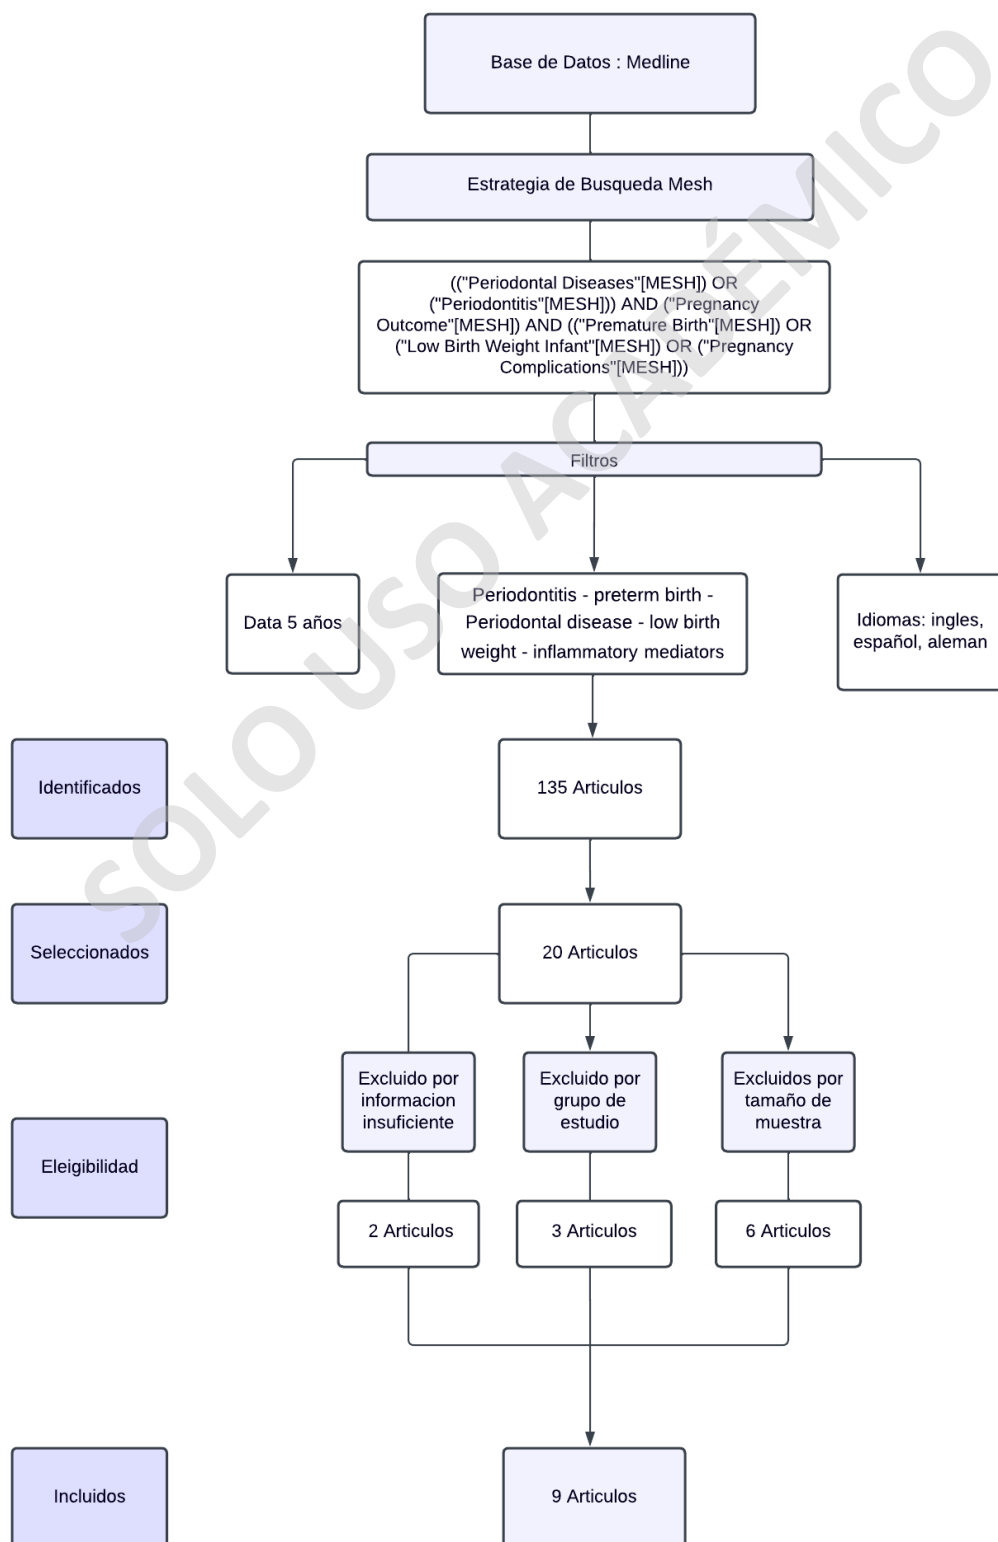 Base de Datos : Medline
Estrategia de Busqueda Mesh
(("Periodontal Diseases"[MESH]) OR
("Periodontitis"[MESH])) AND ("Pregnancy
Outcome"[MESH]) AND (("Premature Birth"[MESH]) OR
("Low Birth Weight Infant"[MESH]) OR ("Pregnancy
Complications"[MESH]))
Filtros
Data 5 años
Periodontitis - preterm birth -
Periodontal disease - low birth
weight - inflammatory mediators
Idiomas: ingles,
español, aleman
Identificados
135 Articulos
Seleccionados
20 Articulos
Excluido por
informacion
insuficiente
Excluido por
grupo de
estudio
Excluidos por
tamaño de
muestra
Eleigibilidad
2 Articulos
3 Articulos
6 Articulos
Incluidos
9 Articulos
SOLO USO ACADÉMICO